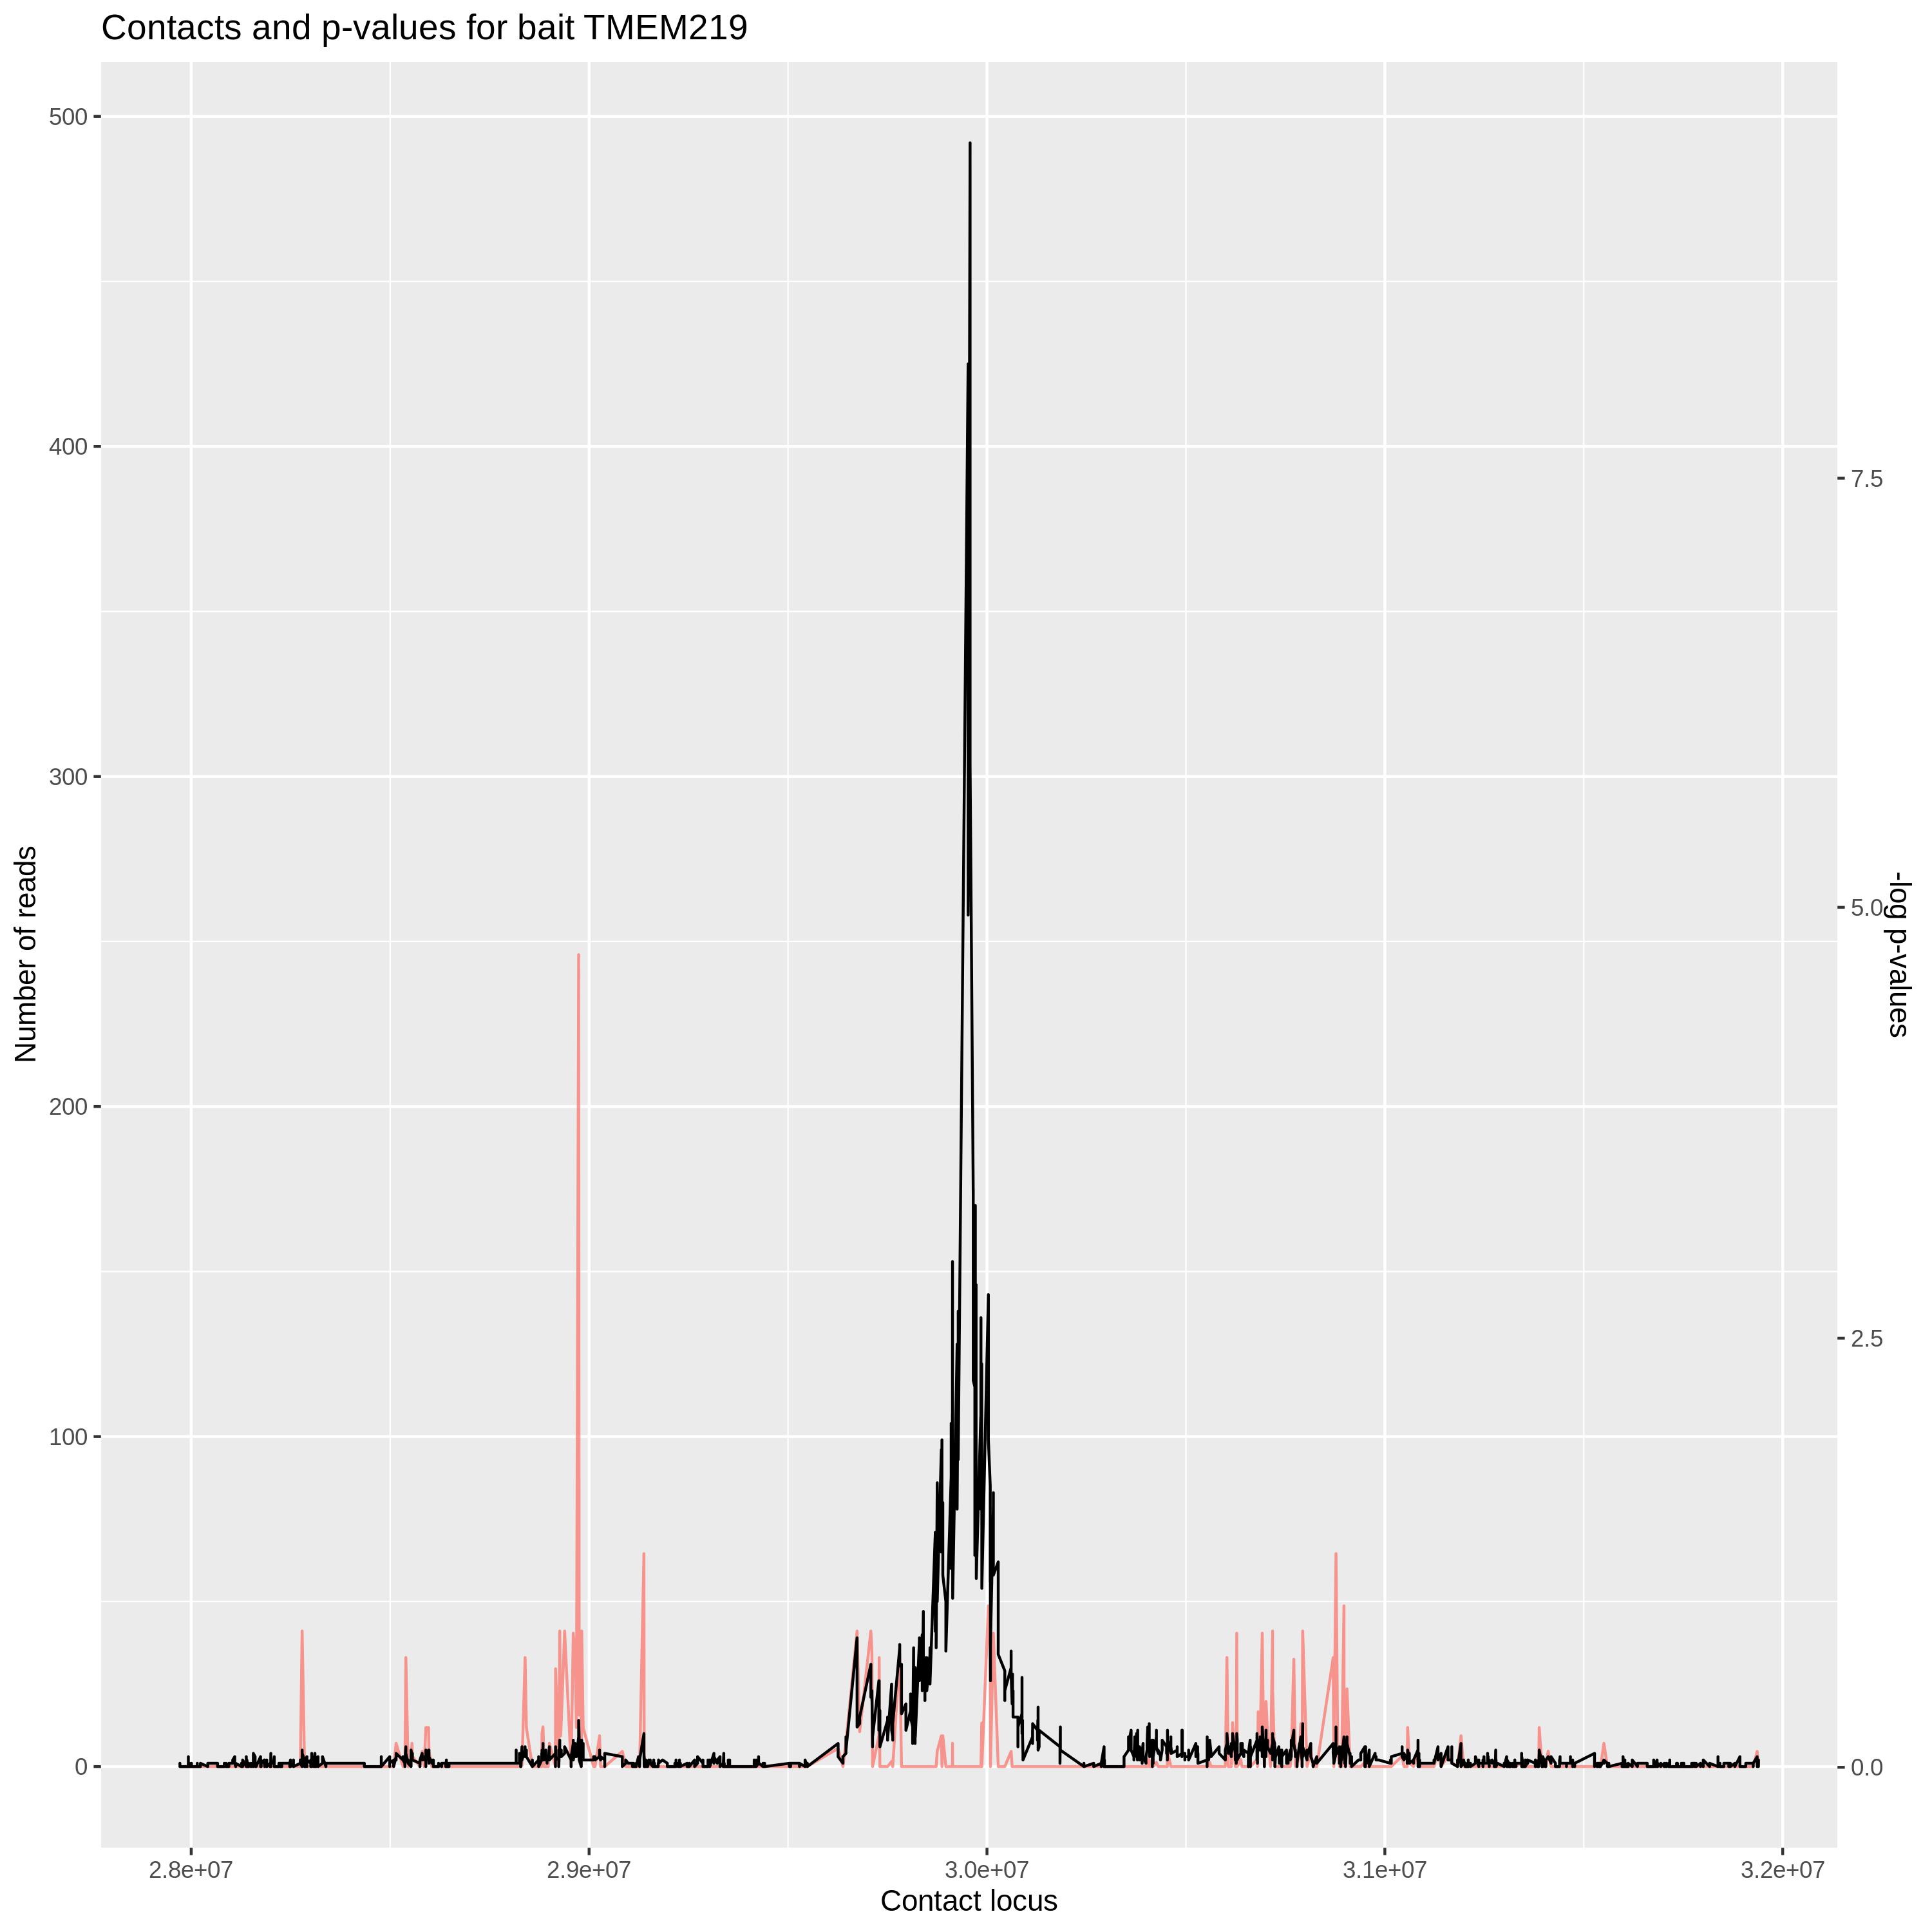 Contacts and p-values for bait TMEM219
500
400
300
200
100
0
Number of reads
7.5
5.0
2.5
0.0
-log p-values
2.8e+07
2.9e+07
3.0e+07
3.1e+07
3.2e+07
Contact locus